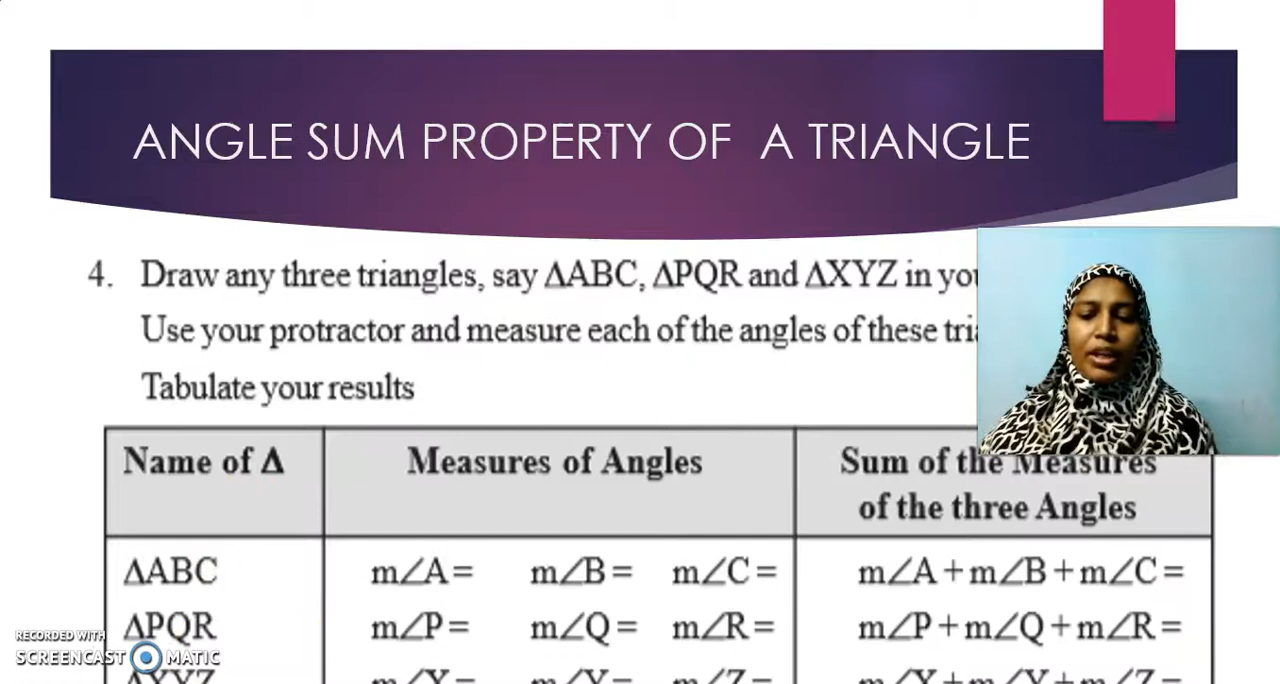 ANGLE SUM PROPERTY OF A TRIANGLE
4. Draw any three triangles, say ΔABC, ΔPQR and ΔXYZ in
Use your protractor and measure each of the angles of these
Tabulate your results
Name of Δ Measures of Angles Sum of the Measures
of the three Angles
ΔABC m∠A= m∠B= m∠C= m∠A+m∠B+m∠C=
ΔPQR m∠P= m∠Q= m∠R= m∠P+m∠Q+m∠R=
ΔXYZ m∠X= m∠Y= m∠Z= m∠X+m∠Y+m∠Z=
RECORDED WITH
SCREENCAST MATIC